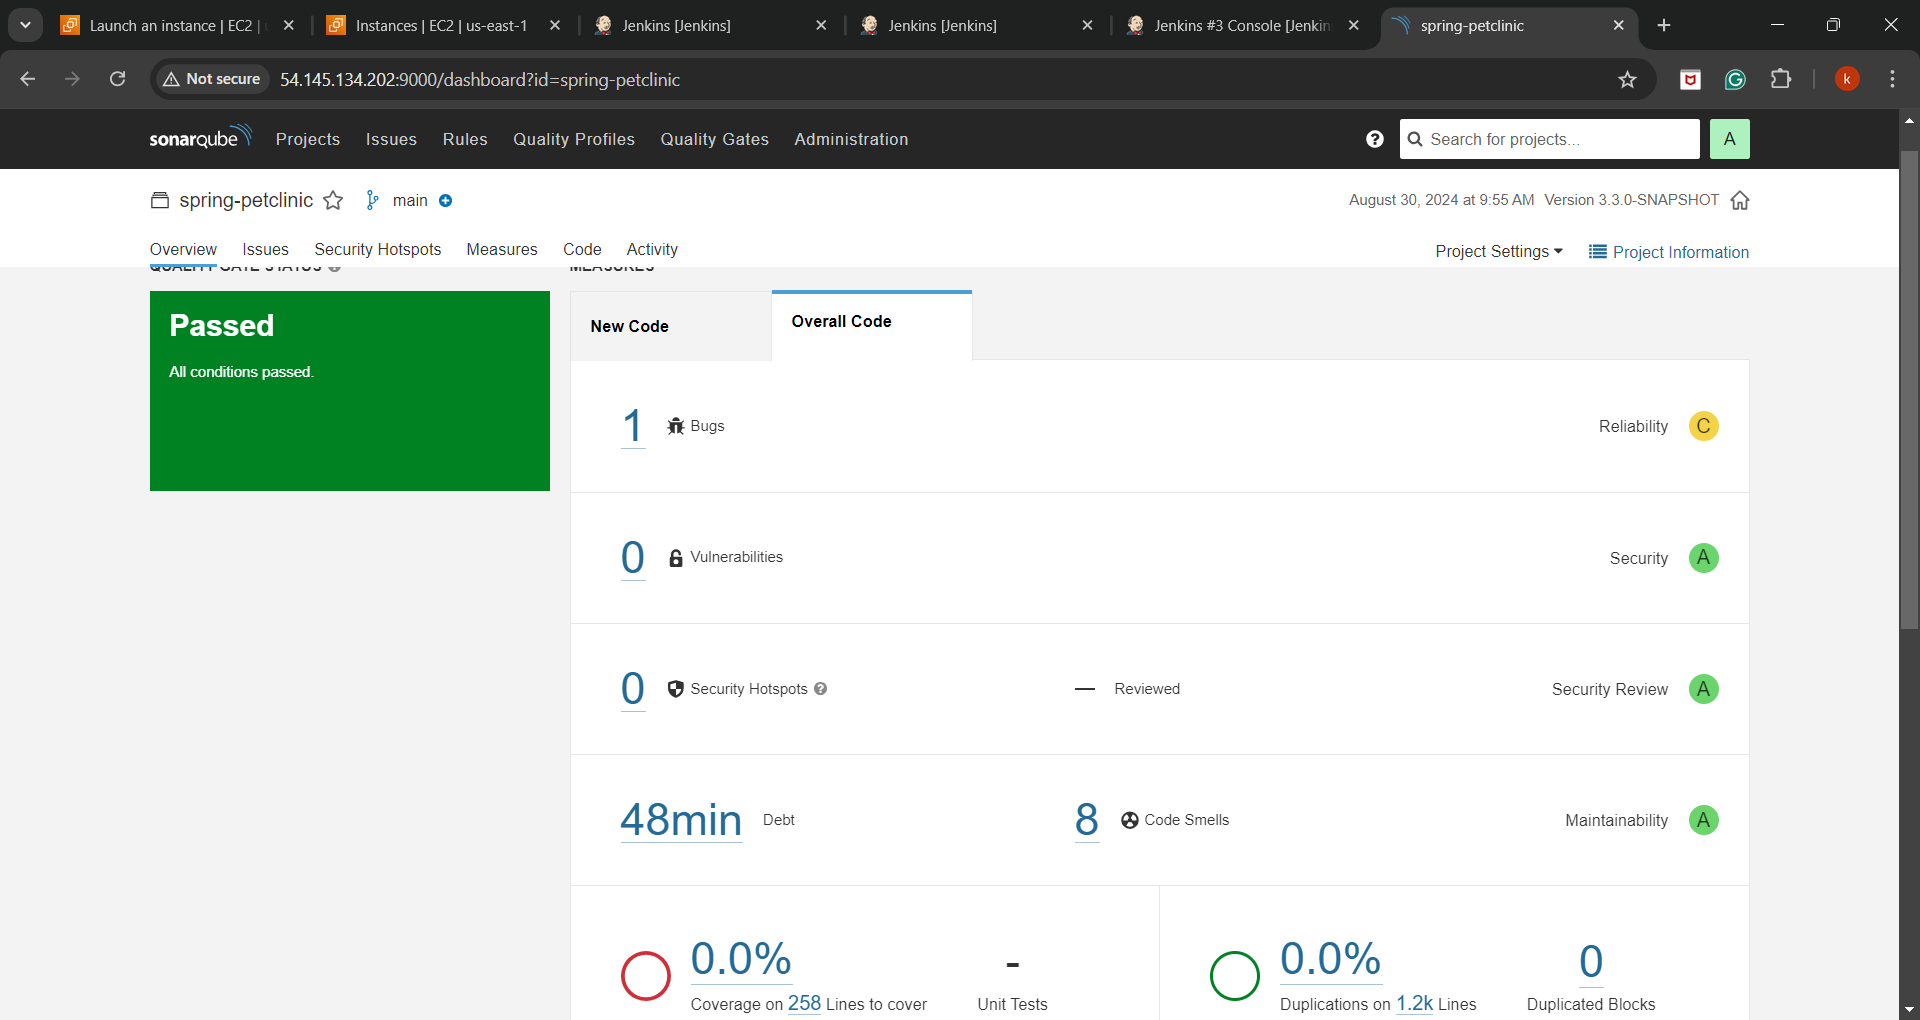 Launch an instance | EC2 |
Instances | EC2 | us-east-1
Jenkins [Jenkins]
Jenkins [Jenkins]
Jenkins #3 Console [Jenkin
spring-petclinic
Not secure
54.145.134.202:9000/dashboard?id=spring-petclinic
k
sonarqube
Projects
Issues
Rules
Quality Profiles
Quality Gates
Administration
Search for projects...
A
spring-petclinic
main
August 30, 2024 at 9:55 AM
Version 3.3.0-SNAPSHOT
Overview
Issues
Security Hotspots
Measures
Code
Activity
Project Settings
Project Information
QUALITY GATE STATUS
MEASURES
Passed
All conditions passed.
New Code
Overall Code
1
Bugs
Reliability
C
0
Vulnerabilities
Security
A
0
Security Hotspots
Reviewed
Security Review
A
48min
Debt
8
Code Smells
Maintainability
A
0.0%
Coverage on 258 Lines to cover
-
Unit Tests
0.0%
Duplications on 1.2k Lines
0
Duplicated Blocks